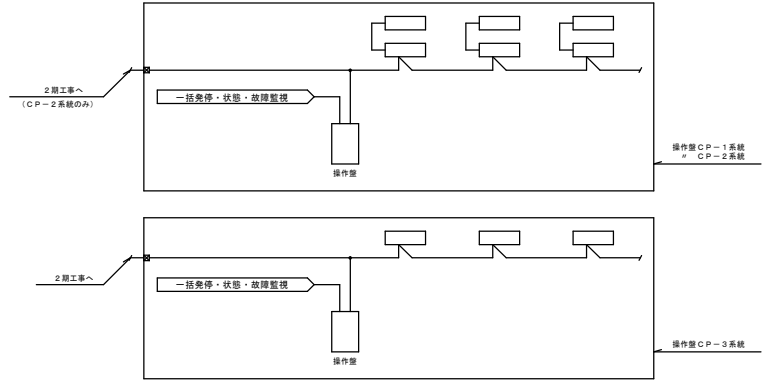 ２期工事へ
（ＣＰ－２系統のみ）
一括発停・状態・故障監視
操作盤
操作盤ＣＰ－１系統
〃　ＣＰ－２系統
２期工事へ
一括発停・状態・故障監視
操作盤
操作盤ＣＰ－３系統